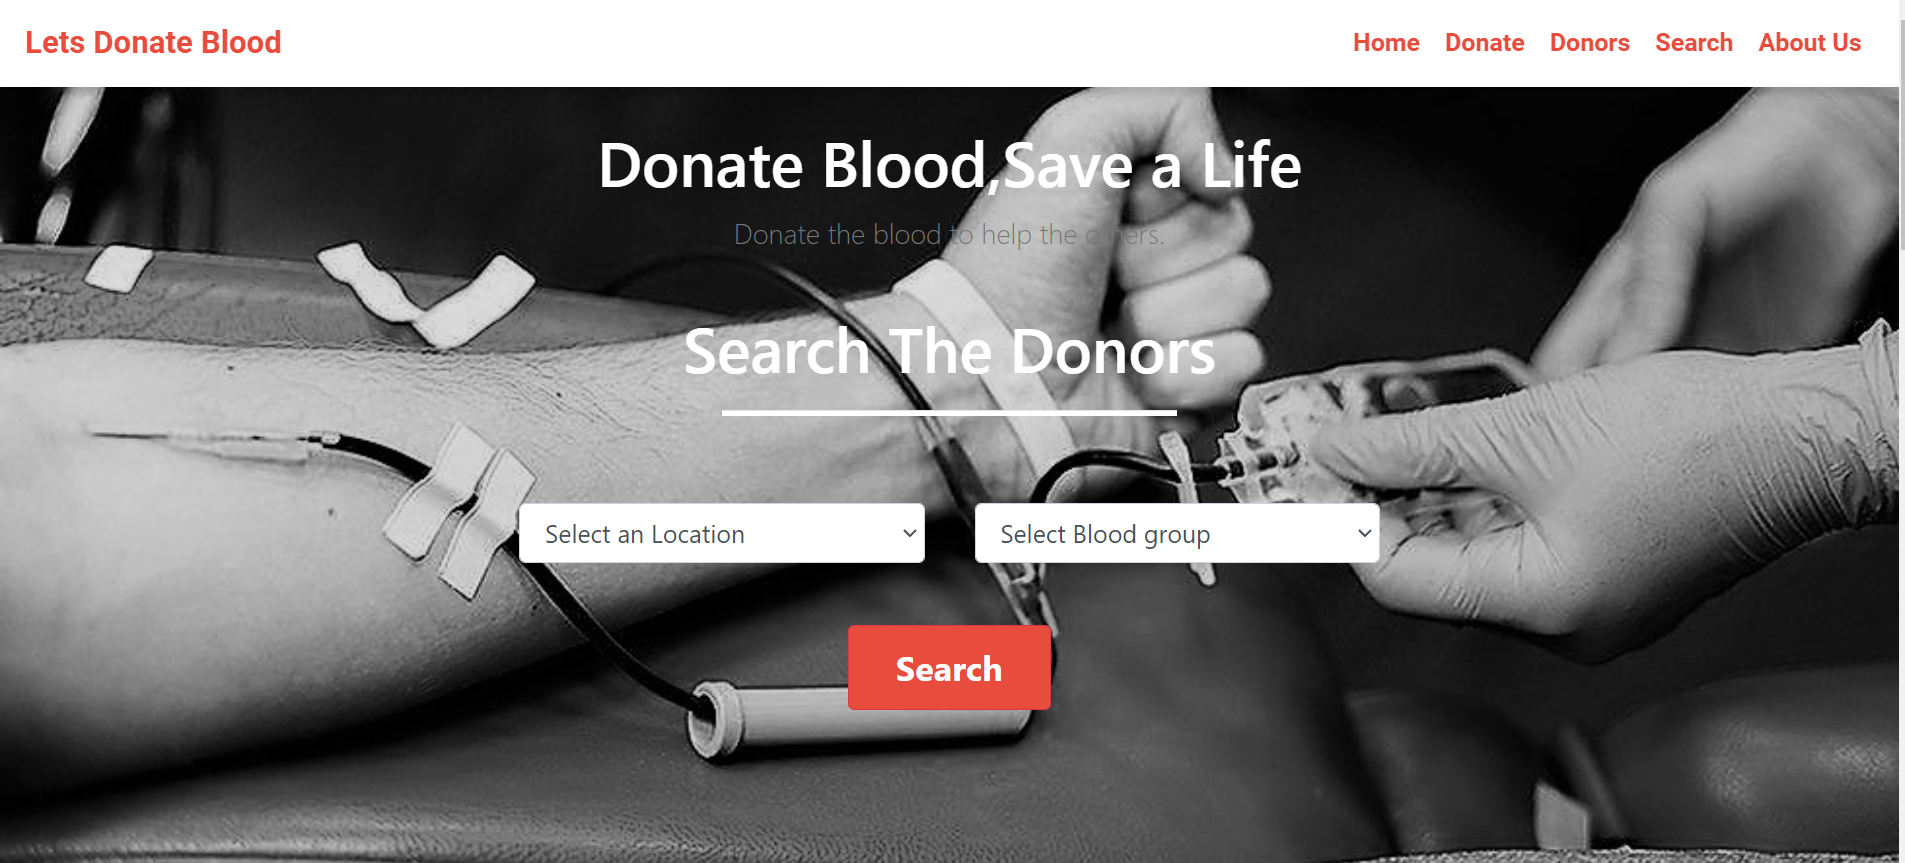 Lets Donate Blood
Home Donate Donors Search About Us
Donate Blood,Save a Life
Donate the blood to help the others.
Search The Donors
Select an Location
Select Blood group
Search